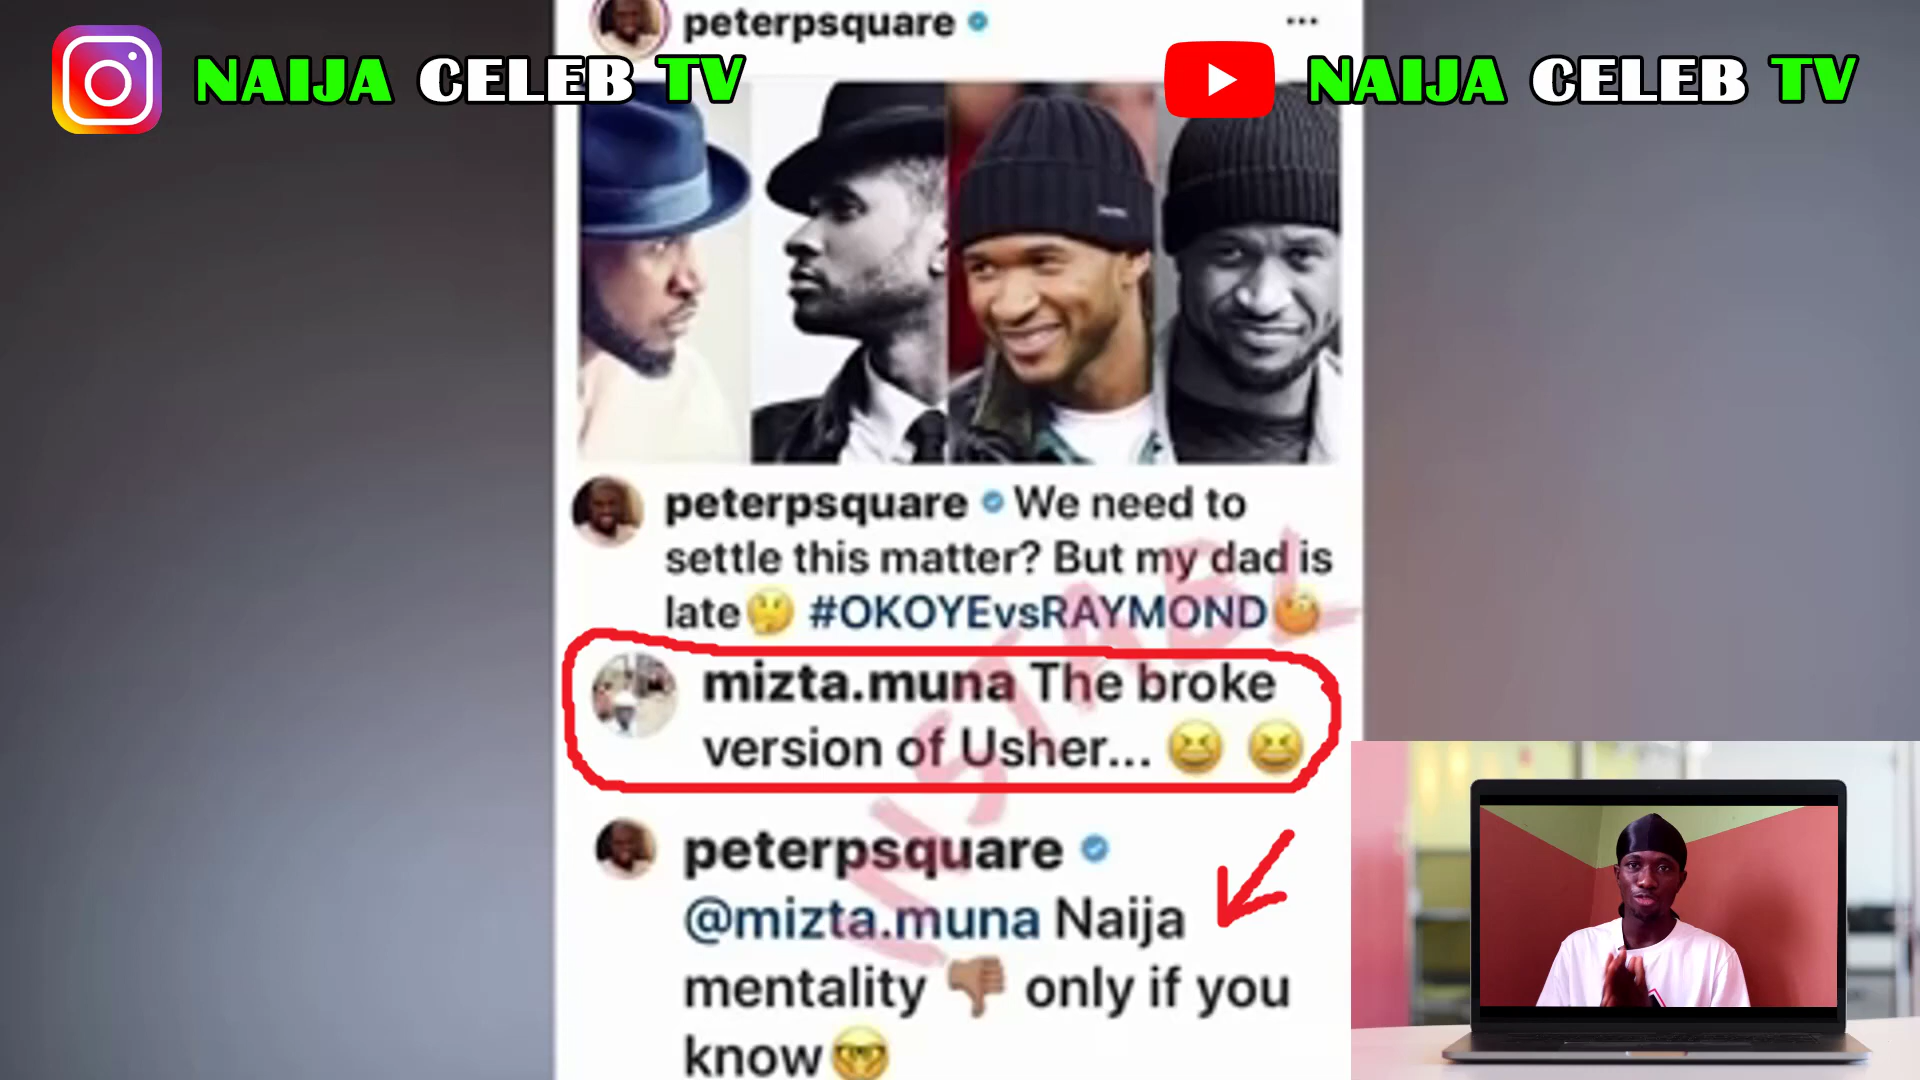 peterpsquare
NAIJA CELEB TV
NAIJA CELEB TV
peterpsquare We need to
settle this matter? But my dad is
late🤔 #OKOYEvsRAYMOND🧐
mizta.muna The broke
version of Usher... 😆 😆
peterpsquare
@mizta.muna Naija
mentality 👎🏽 only if you
know🤓
INSTABL